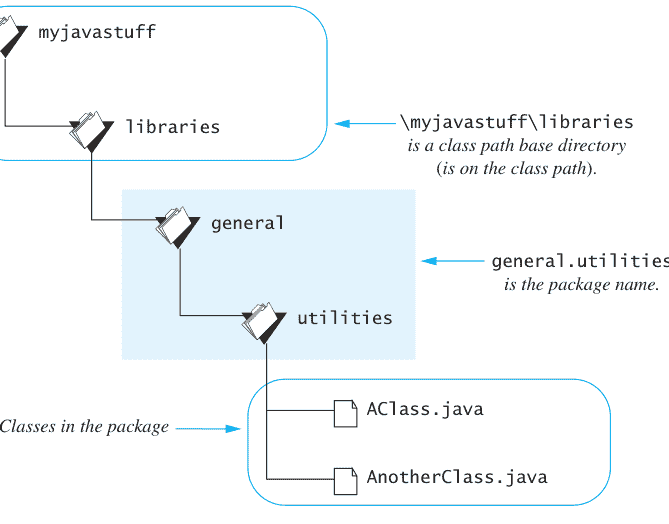 myjavastuff
libraries
\myjavastuff\libraries
is a class path base directory
(is on the class path).
general
general.utilities
is the package name.
utilities
AClass.java
Classes in the package
AnotherClass.java